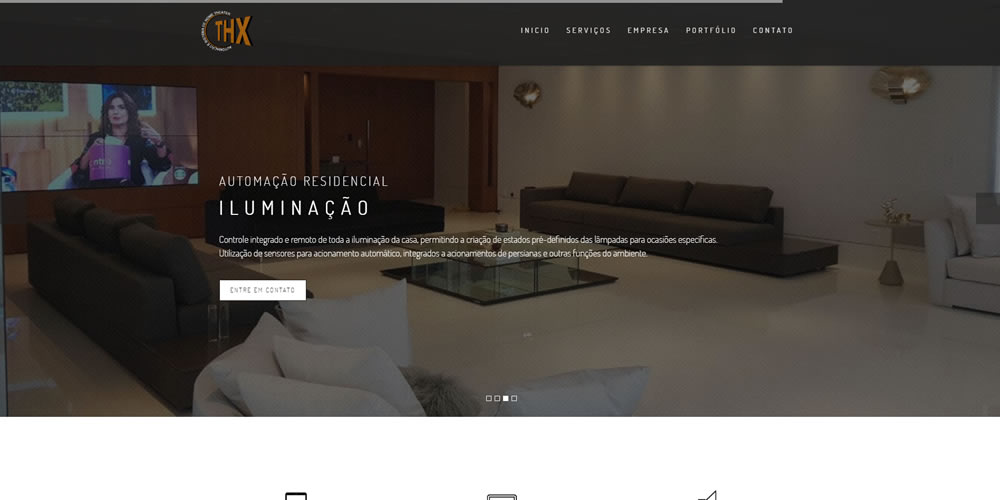 THX
INICIO SERVIÇOS EMPRESA PORTFÓLIO CONTATO
AUTOMAÇÃO RESIDENCIAL
ILUMINAÇÃO
Controle integrado e remoto de toda a iluminação da casa, permitindo a criação de estados pré-definidos das lâmpadas para ocasiões específicas.
Utilização de sensores para acionamento automático, integrados a acionamentos de persianas e outras funções do ambiente.
ENTRE EM CONTATO